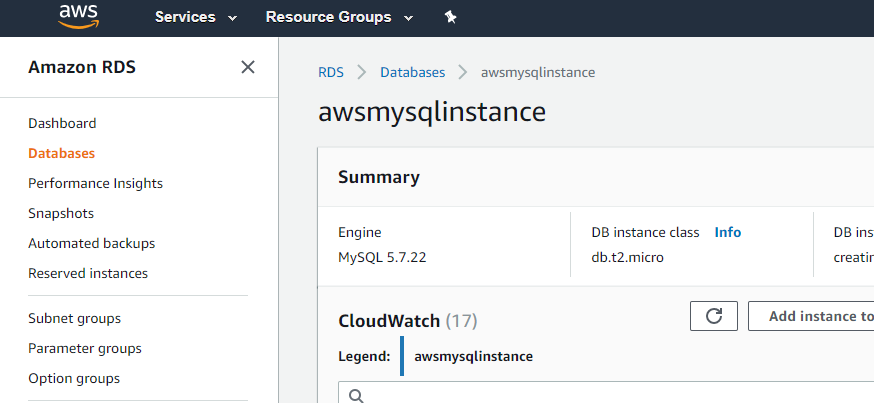 aws Services Resource Groups
Amazon RDS
Dashboard
Databases
Performance Insights
Snapshots
Automated backups
Reserved instances
Subnet groups
Parameter groups
Option groups
RDS Databases awsmysqlinstance
awsmysqlinstance
Summary
Engine DB instance class Info DB ins
MySQL 5.7.22 db.t2.micro creatin
CloudWatch (17) Add instance to
Legend: awsmysqlinstance